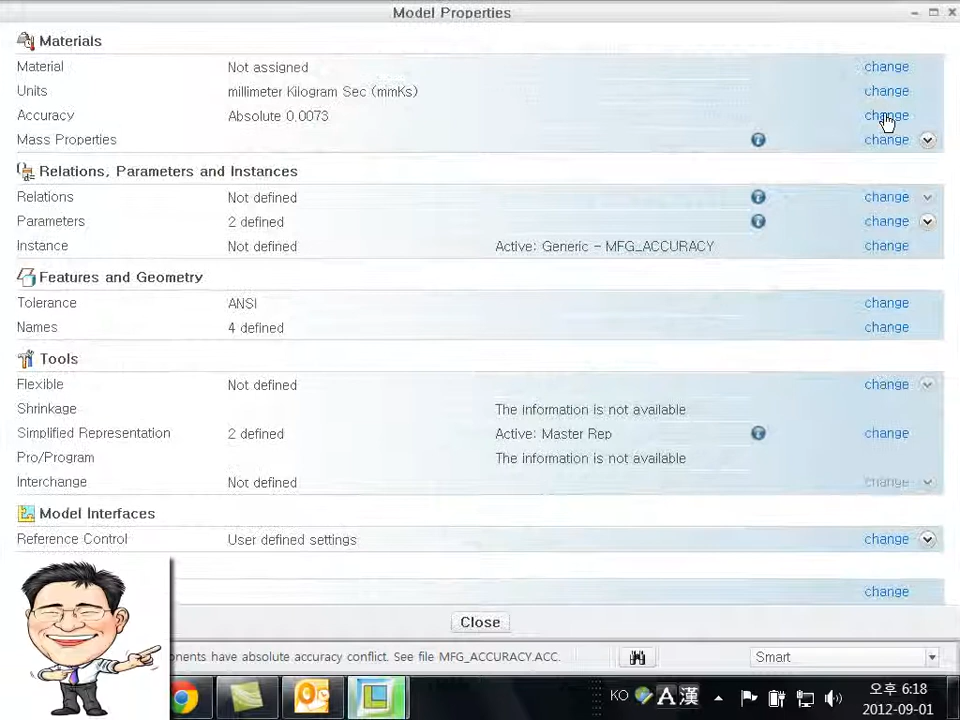 Model Properties
Materials
Material Not assigned change
Units millimeter Kilogram Sec (mmKs) change
Accuracy Absolute 0.0073 change
Mass Properties change
Relations, Parameters and Instances
Relations Not defined change
Parameters 2 defined change
Instance Not defined Active: Generic - MFG_ACCURACY change
Features and Geometry
Tolerance ANSI change
Names 4 defined change
Tools
Flexible Not defined change
Shrinkage The information is not available
Simplified Representation 2 defined Active: Master Rep change
Pro/Program The information is not available
Interchange Not defined change
Model Interfaces
Reference Control User defined settings change
change
Close
have absolute accuracy conflict. See file MFG_ACCURACY.ACC. Smart
KO A 漢 오후 6:18
2012-09-01